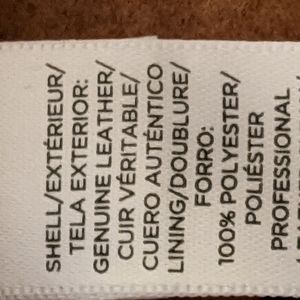 SHELL/EXTÉRIEUR/
TELA EXTERIOR:
GENUINE LEATHER/
CUIR VÉRITABLE/
CUERO AUTÉNTICO
LINING/DOUBLURE/
FORRO:
100% POLYESTER/
POLIÉSTER
PROFESSIONAL